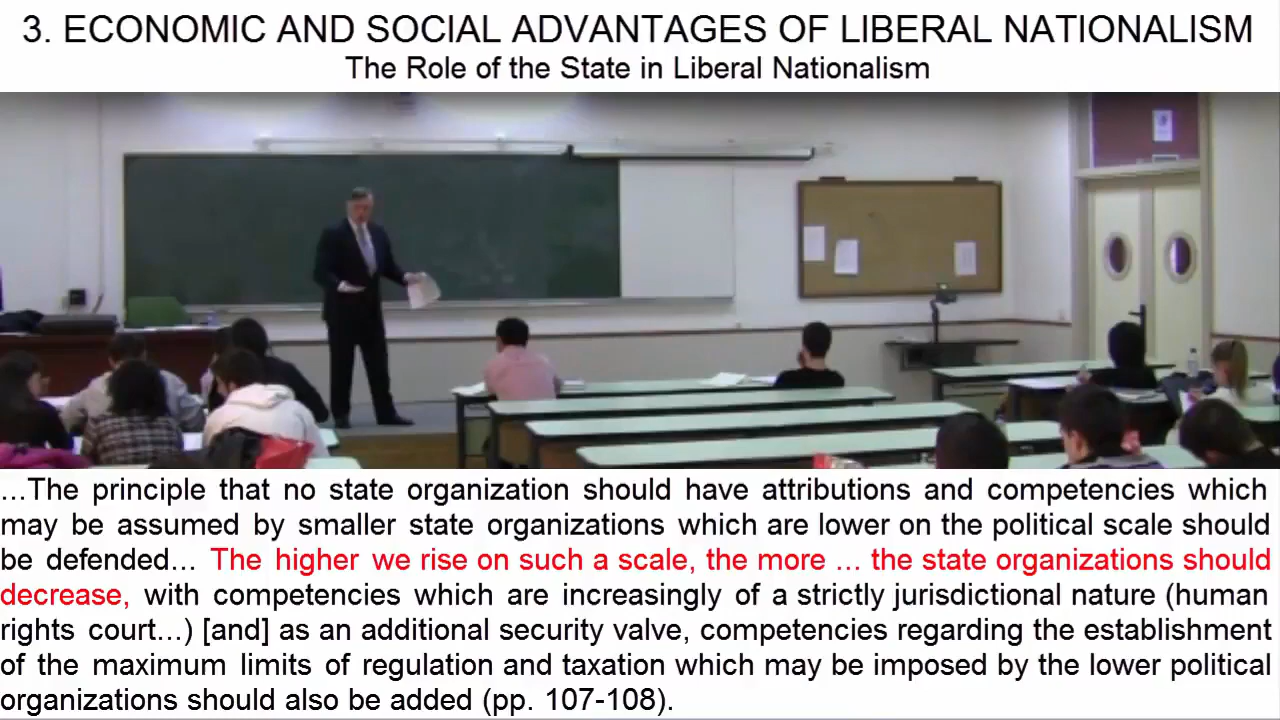 3. ECONOMIC AND SOCIAL ADVANTAGES OF LIBERAL NATIONALISM
The Role of the State in Liberal Nationalism
...The principle that no state organization should have attributions and competencies which
may be assumed by smaller state organizations which are lower on the political scale should
be defended... The higher we rise on such a scale, the more ... the state organizations should
decrease, with competencies which are increasingly of a strictly jurisdictional nature (human
rights court...) [and] as an additional security valve, competencies regarding the establishment
of the maximum limits of regulation and taxation which may be imposed by the lower political
organizations should also be added (pp. 107-108).